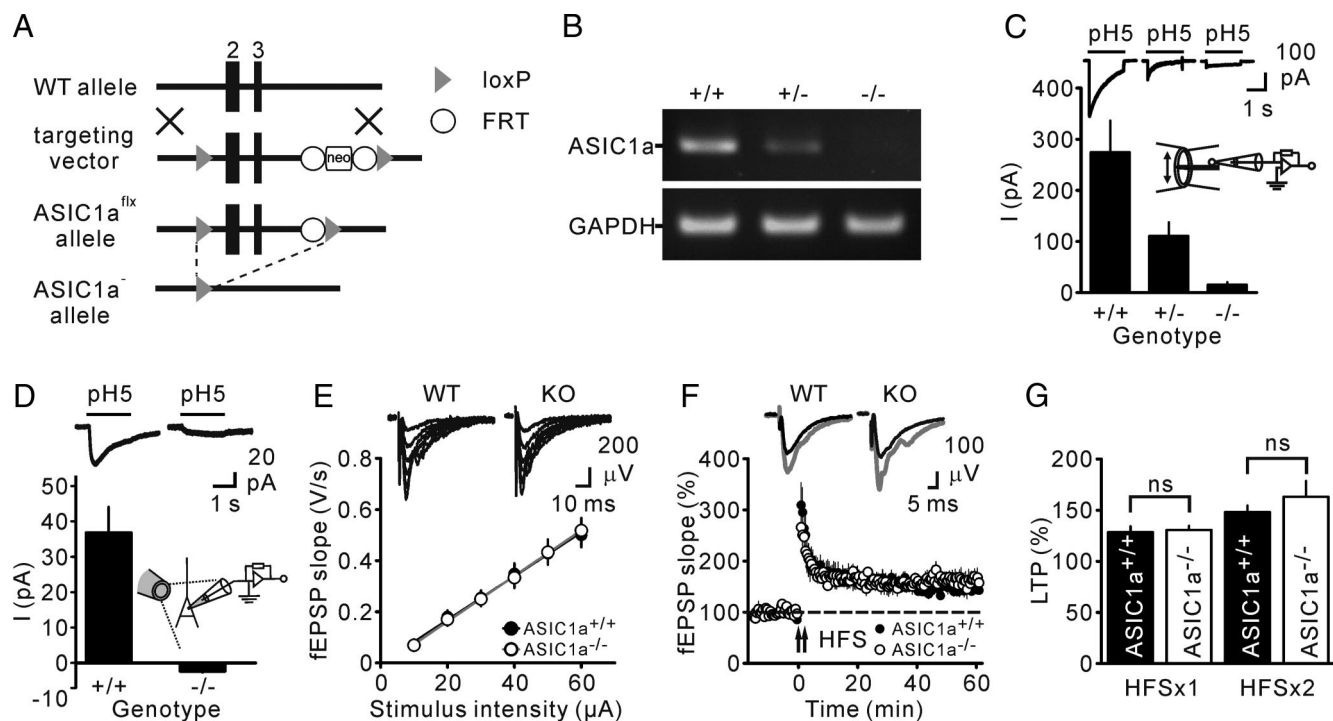 A
2 3
WT allele
loxP
FRT
targeting
vector
neo
ASIC1a^flx
allele
ASIC1a^-
allele
B
+/+ +/- -/-
ASIC1a
GAPDH
C
pH5 pH5 pH5
100
pA
1 s
I (pA)
400
300
200
100
0
+/+ +/- -/-
Genotype
D
pH5 pH5
20
pA
1 s
I (pA)
50
40
30
20
10
0
-10
+/+ -/-
Genotype
E
WT KO
200
µV
10 ms
fEPSP slope (V/s)
0.8
0.6
0.4
0.2
0.0
ASIC1a+/+
ASIC1a-/-
0 20 40 60
Stimulus intensity (µA)
F
WT KO
100
µV
5 ms
fEPSP slope (%)
400
300
200
100
0
HFS
ASIC1a+/+
ASIC1a-/-
0 20 40 60
Time (min)
G
LTP (%)
200
150
100
50
0
ns
ns
ASIC1a+/+
ASIC1a-/-
ASIC1a+/+
ASIC1a-/-
HFSx1 HFSx2